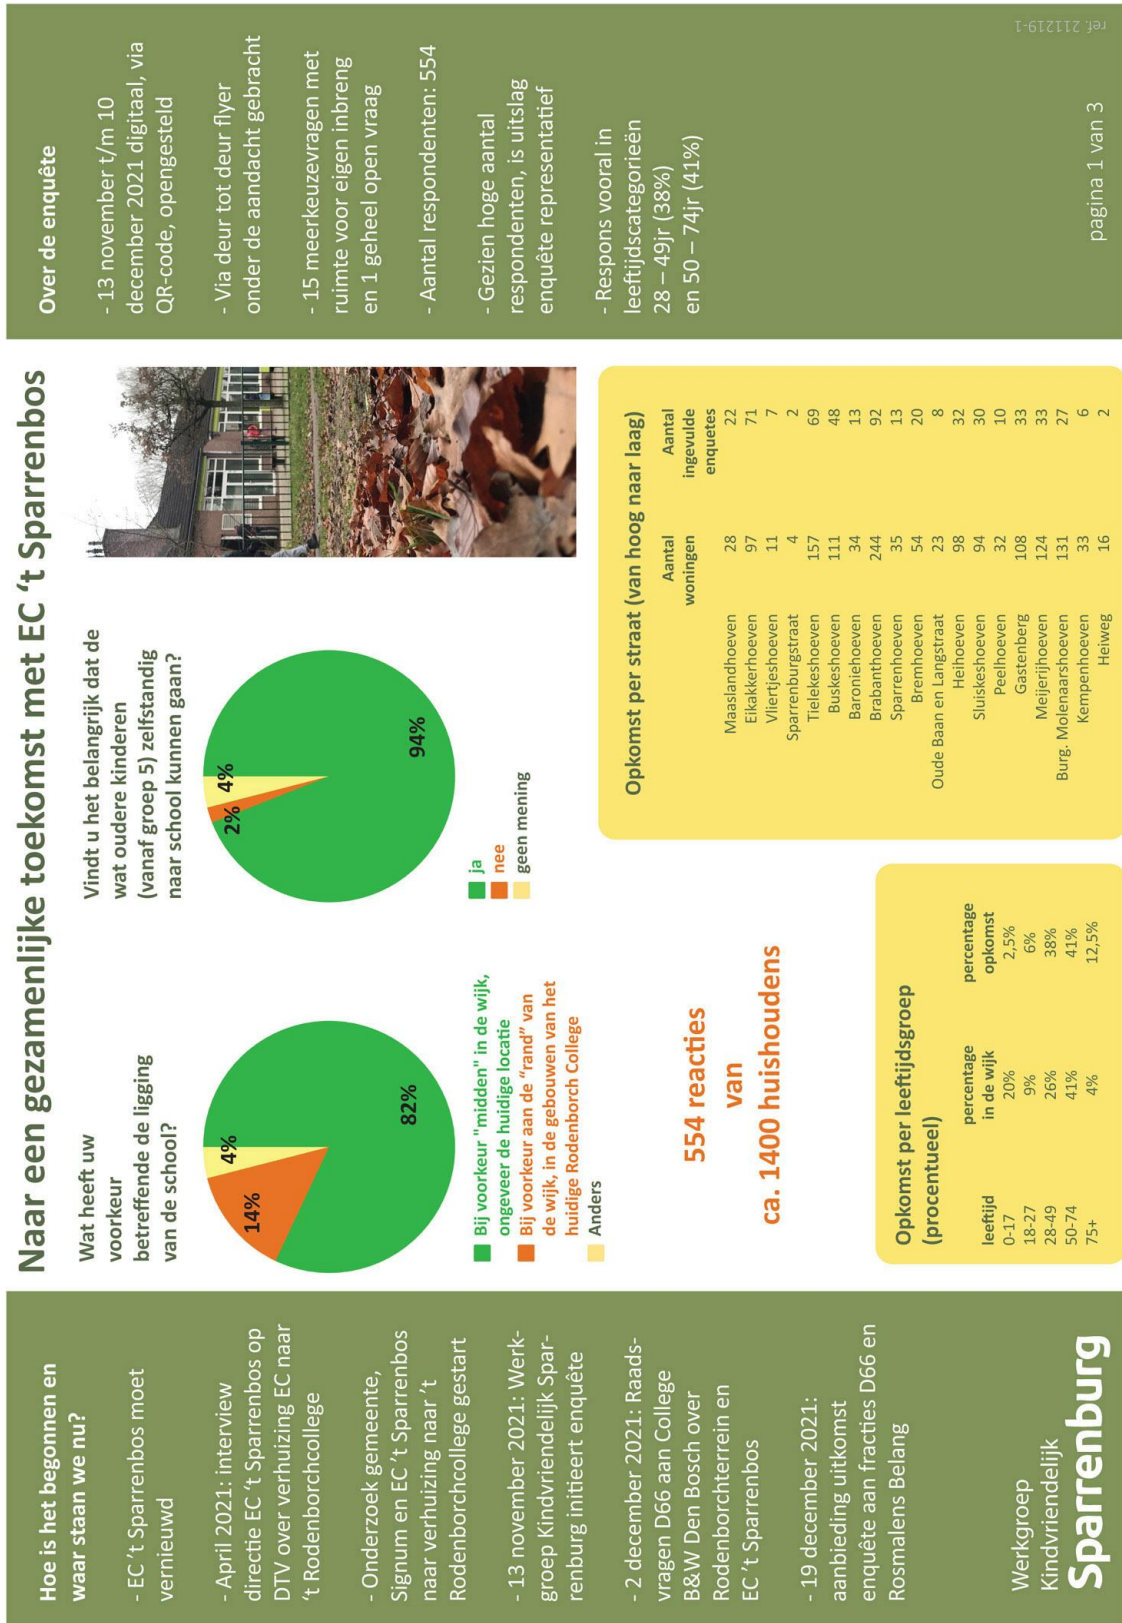 Naar een gezamenlijke toekomst met EC ‘t Sparrenbos
Hoe is het begonnen en
waar staan we nu?
- EC ’t Sparrenbos moet
vernieuwd
- April 2021: interview
directie EC ‘t Sparrenbos op
DTV over verhuizing EC naar
‘t Rodenborchcollege
- Onderzoek gemeente,
Signum en EC ’t Sparrenbos
naar verhuizing naar ’t
Rodenborchcollege gestart
- 13 november 2021: Werk-
groep Kindvriendelijk Spar-
renburg initieert enquête
- 2 december 2021: Raads-
vragen D66 aan College
B&W Den Bosch over
Rodenborchterrein en
EC ’t Sparrenbos
- 19 december 2021:
aanbieding uitkomst
enquête aan fracties D66 en
Rosmalens Belang
Werkgroep
Kindvriendelijk
Sparrenburg
Wat heeft uw
voorkeur
betreffende de ligging
van de school?
4%
14%
82%
Bij voorkeur "midden" in de wijk,
ongeveer de huidige locatie
Bij voorkeur aan de “rand” van
de wijk, in de gebouwen van het
huidige Rodenborch College
Anders
Vindt u het belangrijk dat de
wat oudere kinderen
(vanaf groep 5) zelfstandig
naar school kunnen gaan?
4%
2%
94%
ja
nee
geen mening
554 reacties
van
ca. 1400 huishoudens
Opkomst per leeftijdsgroep
(procentueel)
leeftijd percentage in de wijk percentage opkomst
0-17 20% 2,5%
18-27 9% 6%
28-49 26% 38%
50-74 41% 41%
75+ 4% 12,5%
Opkomst per straat (van hoog naar laag)
Aantal woningen Aantal ingevulde enquetes
Maaslandhoeven 28 22
Eikakkerhoeven 97 71
Vliertjeshoeven 11 7
Sparrenburgstraat 4 2
Tielekeshoeven 157 69
Buskeshoeven 111 48
Baroniehoeven 34 13
Brabanthoeven 244 92
Sparrenhoeven 35 13
Bremhoeven 54 20
Oude Baan en Langstraat 23 8
Heihoeven 98 32
Sluiskeshoeven 94 30
Peelhoeven 32 10
Gastenberg 108 33
Meijerijhoeven 124 33
Burg. Molenaarshoeven 131 27
Kempenhoeven 33 6
Heiweg 16 2
Over de enquête
- 13 november t/m 10
december 2021 digitaal, via
QR-code, opengesteld
- Via deur tot deur flyer
onder de aandacht gebracht
- 15 meerkeuzevragen met
ruimte voor eigen inbreng
en 1 geheel open vraag
- Aantal respondenten: 554
- Gezien hoge aantal
respondenten, is uitslag
enquête representatief
- Respons vooral in
leeftijdscategorieën
28 – 49jr (38%)
en 50 – 74jr (41%)
pagina 1 van 3
ref. 211219-1